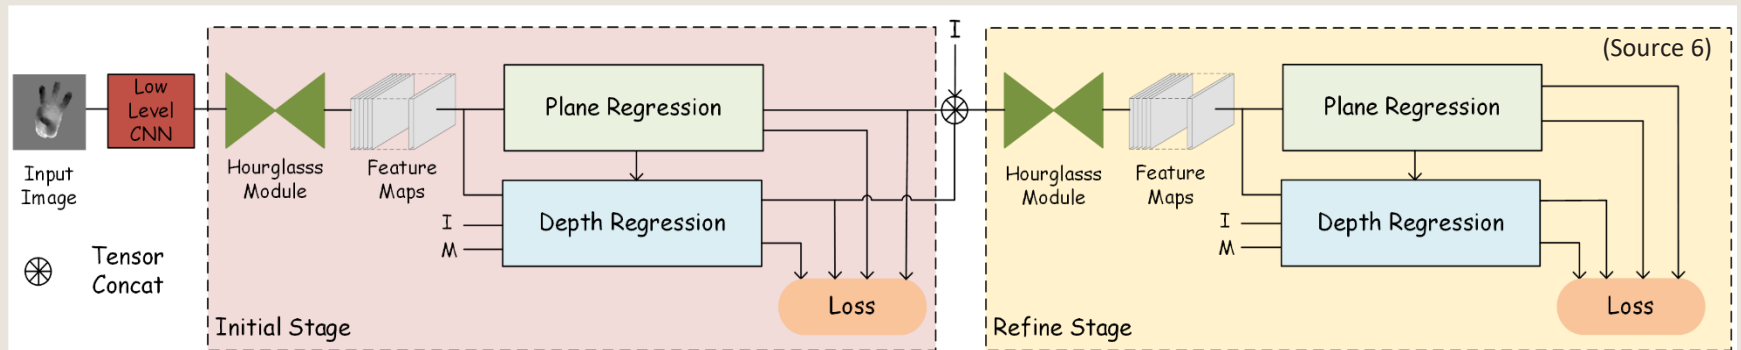 I
(Source 6)
Low
Level
CNN
Input
Image
Hourglasss
Module
Feature
Maps
Plane Regression
Depth Regression
I
M
Loss
Initial Stage
Hourglasss
Module
Feature
Maps
Plane Regression
Depth Regression
I
M
Loss
Refine Stage
Tensor
Concat